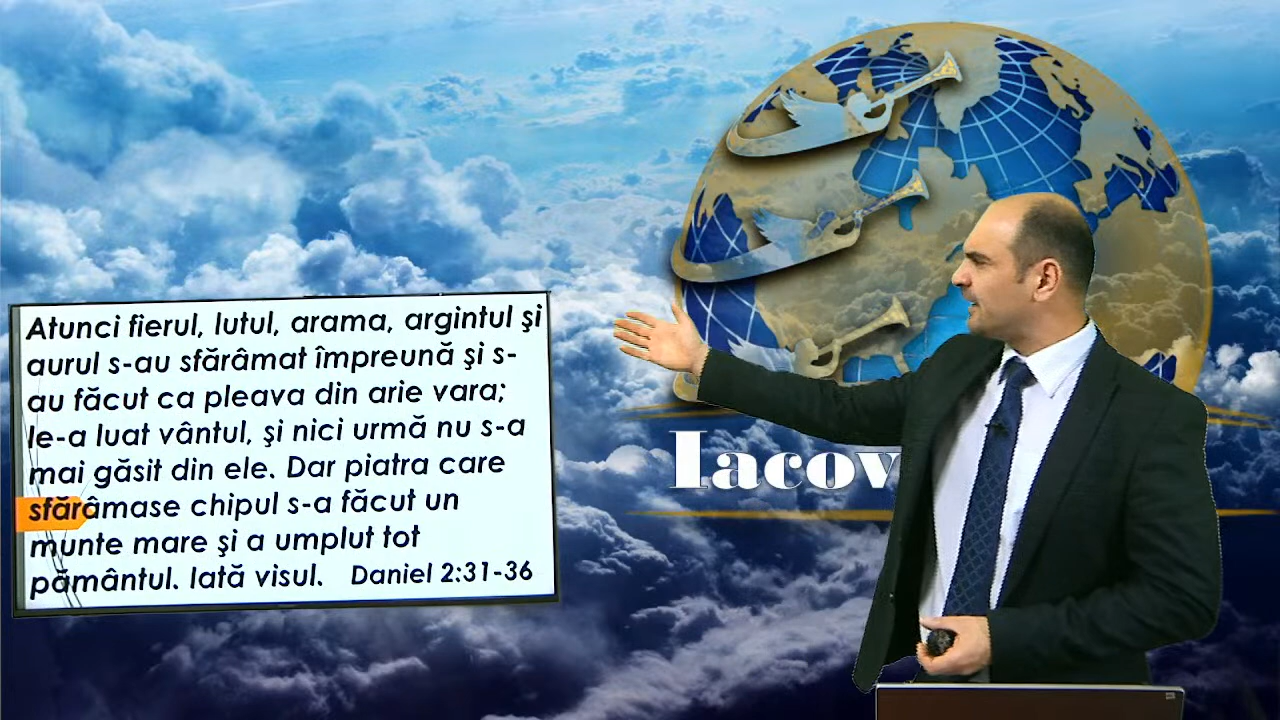 Atunci fierul, lutul, arama, argintul şi
aurul s-au sfărâmat împreună şi s-
au făcut ca pleava din arie vara;
le-a luat vântul, şi nici urmă nu s-a
mai găsit din ele. Dar piatra care
sfărâmase chipul s-a făcut un
munte mare şi a umplut tot
pământul. Iată visul. Daniel 2:31-36
Iacov